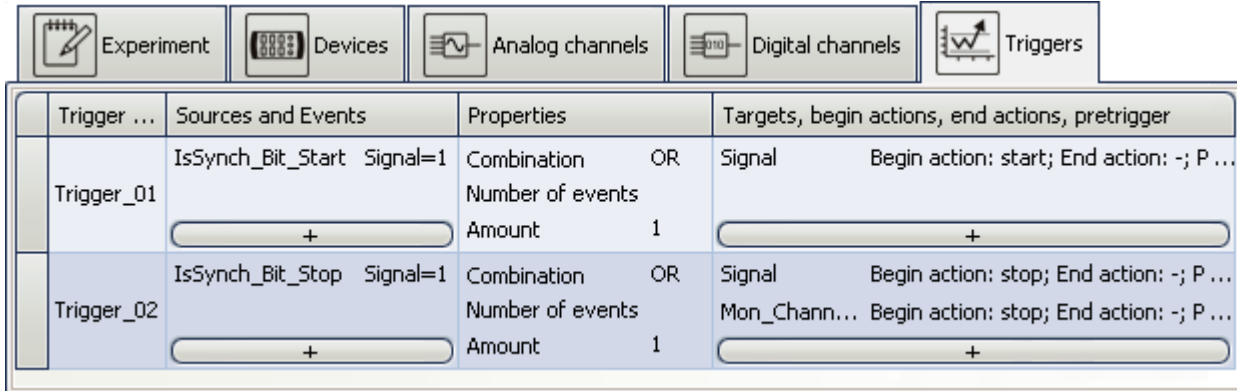 Experiment Devices Analog channels Digital channels Triggers
Trigger ... Sources and Events Properties Targets, begin actions, end actions, pretrigger
IsSynch_Bit_Start Signal=1 Combination OR Signal Begin action: start; End action: -; P ...
Trigger_01 Number of events
+ Amount 1 +
IsSynch_Bit_Stop Signal=1 Combination OR Signal Begin action: stop; End action: -; P ...
Trigger_02 Number of events Mon_Chann... Begin action: stop; End action: -; P ...
+ Amount 1 +